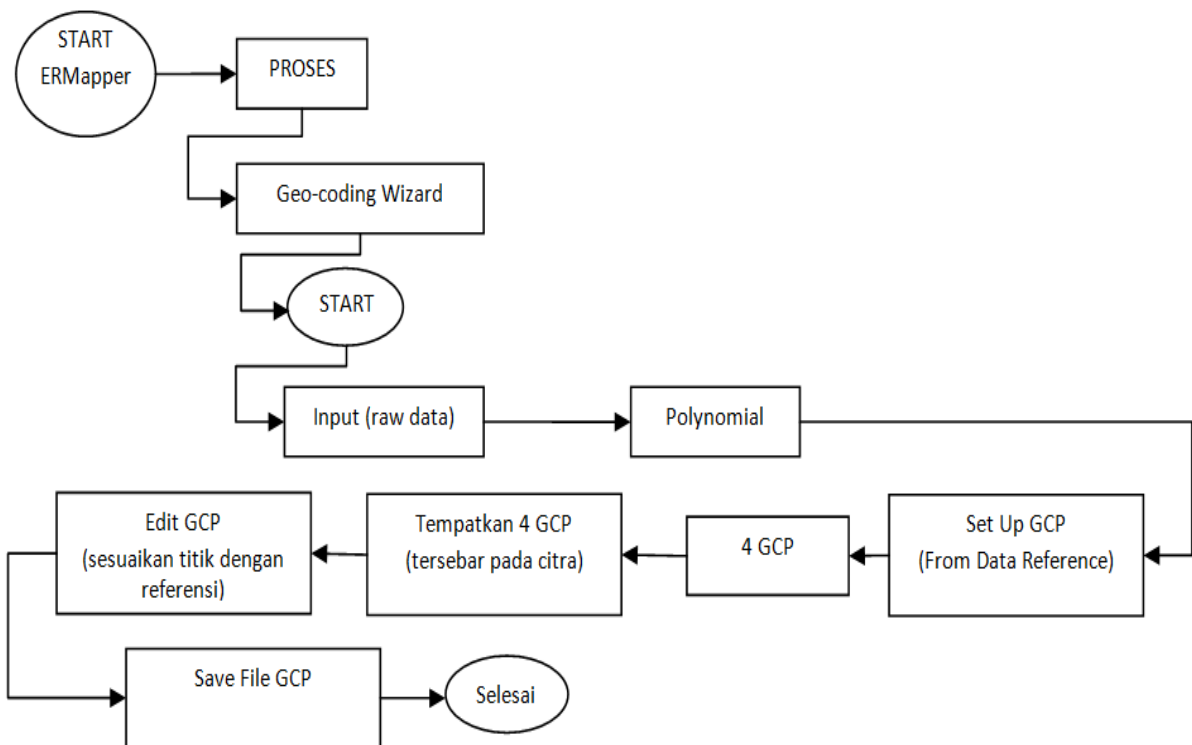 START
ERMapper
PROSES
Geo-coding Wizard
START
Input (raw data)
Polynomial
Set Up GCP
(From Data Reference)
4 GCP
Tempatkan 4 GCP
(tersebar pada citra)
Edit GCP
(sesuaikan titik dengan
referensi)
Save File GCP
Selesai